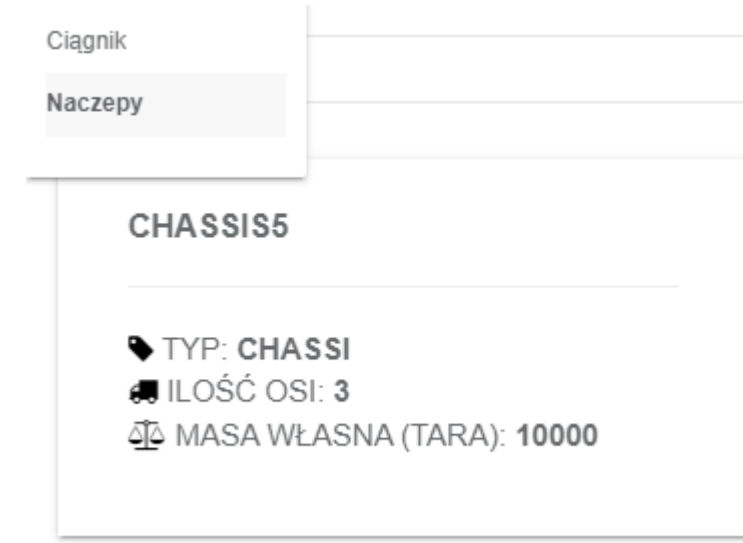 Ciągnik
Naczepy
CHASSIS5
TYP: CHASSI
ILOŚĆ OSI: 3
MASA WŁASNA (TARA): 10000